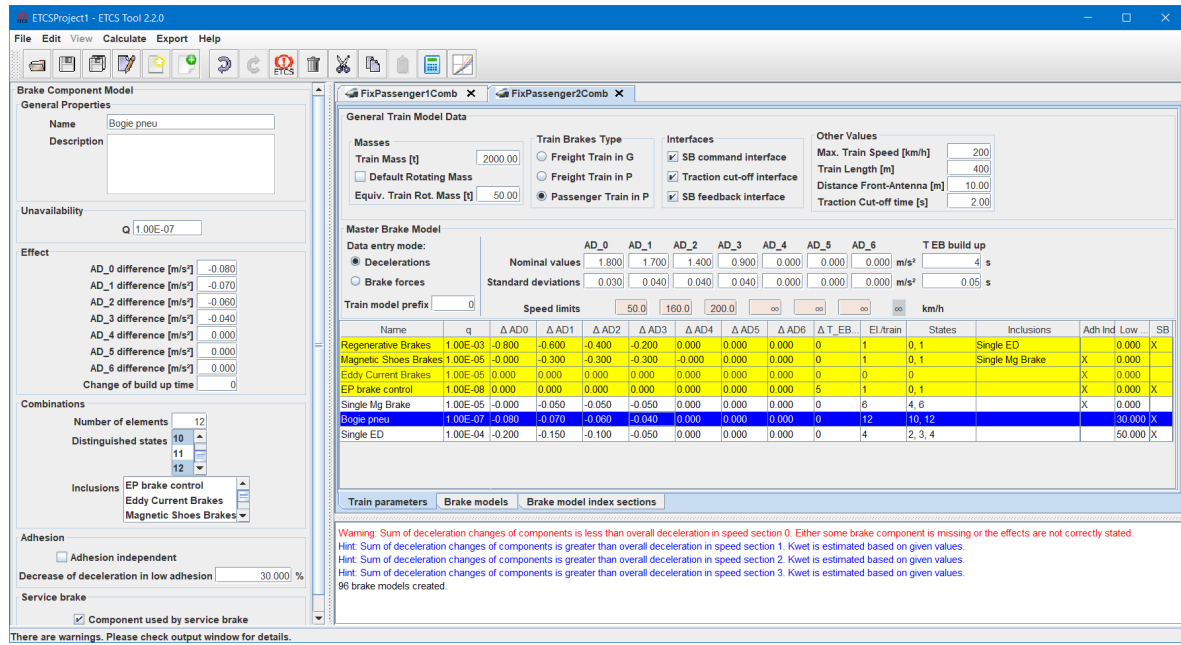 ETCSProject1 - ETCS Tool 2.2.0
File Edit View Calculate Export Help
ETCS
Brake Component Model
General Properties
Name Bogie pneu
Description
Unavailability
Q 1.00E-07
Effect
AD_0 difference [m/s²] -0.080
AD_1 difference [m/s²] -0.070
AD_2 difference [m/s²] -0.060
AD_3 difference [m/s²] -0.040
AD_4 difference [m/s²] 0.000
AD_5 difference [m/s²] 0.000
AD_6 difference [m/s²] 0.000
Change of build up time 0
Combinations
Number of elements 12
Distinguished states 10
11
12
Inclusions EP brake control
Eddy Current Brakes
Magnetic Shoes Brakes
Adhesion
Adhesion independent
Decrease of deceleration in low adhesion 30.000 %
Service brake
Component used by service brake
FixPassenger1Comb X FixPassenger2Comb X
General Train Model Data
Masses
Train Mass [t] 2000.00
Default Rotating Mass
Equiv. Train Rot. Mass [t] 50.00
Train Brakes Type
Freight Train in G
Freight Train in P
Passenger Train in P
Interfaces
SB command interface
Traction cut-off interface
SB feedback interface
Other Values
Max. Train Speed [km/h] 200
Train Length [m] 400
Distance Front-Antenna [m] 10.00
Traction Cut-off time [s] 2.00
Master Brake Model
Data entry mode: AD_0 AD_1 AD_2 AD_3 AD_4 AD_5 AD_6 T EB build up
Decelerations Nominal values 1.800 1.700 1.400 0.900 0.000 0.000 0.000 m/s² 4 s
Brake forces Standard deviations 0.030 0.040 0.040 0.040 0.000 0.000 0.000 m/s² 0.05 s
Train model prefix 0 Speed limits 50.0 160.0 200.0 ∞ ∞ ∞ ∞ km/h
Name q Δ AD0 Δ AD1 Δ AD2 Δ AD3 Δ AD4 Δ AD5 Δ AD6 Δ T_EB... El./train States Inclusions Adh Ind Low ... SB
Regenerative Brakes 1.00E-03 -0.800 -0.600 -0.400 -0.200 0.000 0.000 0.000 0 1 0, 1 Single ED 0.000 X
Magnetic Shoes Brakes 1.00E-05 -0.000 -0.300 -0.300 -0.300 -0.000 0.000 0.000 0 1 0, 1 Single Mg Brake X 0.000
Eddy Current Brakes 1.00E-05 0.000 0.000 0.000 0.000 0.000 0.000 0.000 0 0 0 X 0.000
EP brake control 1.00E-08 0.000 0.000 0.000 0.000 0.000 0.000 0.000 5 1 0, 1 X 0.000 X
Single Mg Brake 1.00E-05 -0.000 -0.050 -0.050 -0.050 0.000 0.000 0.000 0 6 4, 6 X 0.000
Bogie pneu 1.00E-07 -0.080 -0.070 -0.060 -0.040 0.000 0.000 0.000 0 12 10, 12 30.000 X
Single ED 1.00E-04 -0.200 -0.150 -0.100 -0.050 0.000 0.000 0.000 0 4 2, 3, 4 50.000 X
Train parameters Brake models Brake model index sections
Warning: Sum of deceleration changes of components is less than overall deceleration in speed section 0. Either some brake component is missing or the effects are not correctly stated.
Hint: Sum of deceleration changes of components is greater than overall deceleration in speed section 1. Kwet is estimated based on given values.
Hint: Sum of deceleration changes of components is greater than overall deceleration in speed section 2. Kwet is estimated based on given values.
Hint: Sum of deceleration changes of components is greater than overall deceleration in speed section 3. Kwet is estimated based on given values.
96 brake models created.
There are warnings. Please check output window for details.